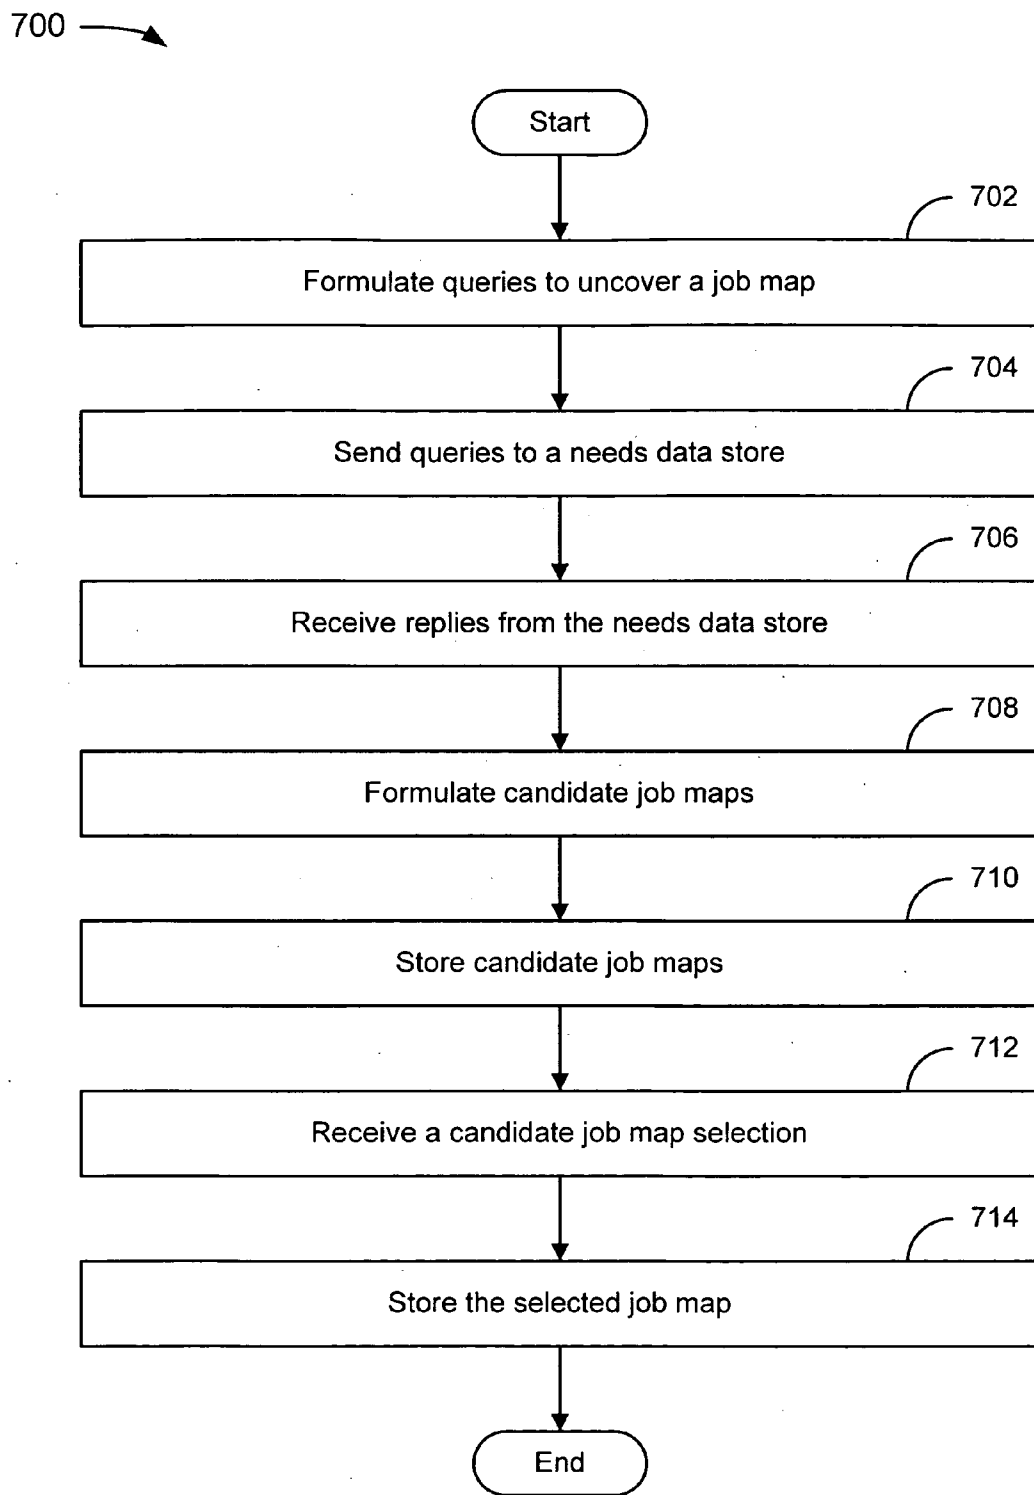 700
Start
702
Formulate queries to uncover a job map
704
Send queries to a needs data store
706
Receive replies from the needs data store
708
Formulate candidate job maps
710
Store candidate job maps
712
Receive a candidate job map selection
714
Store the selected job map
End